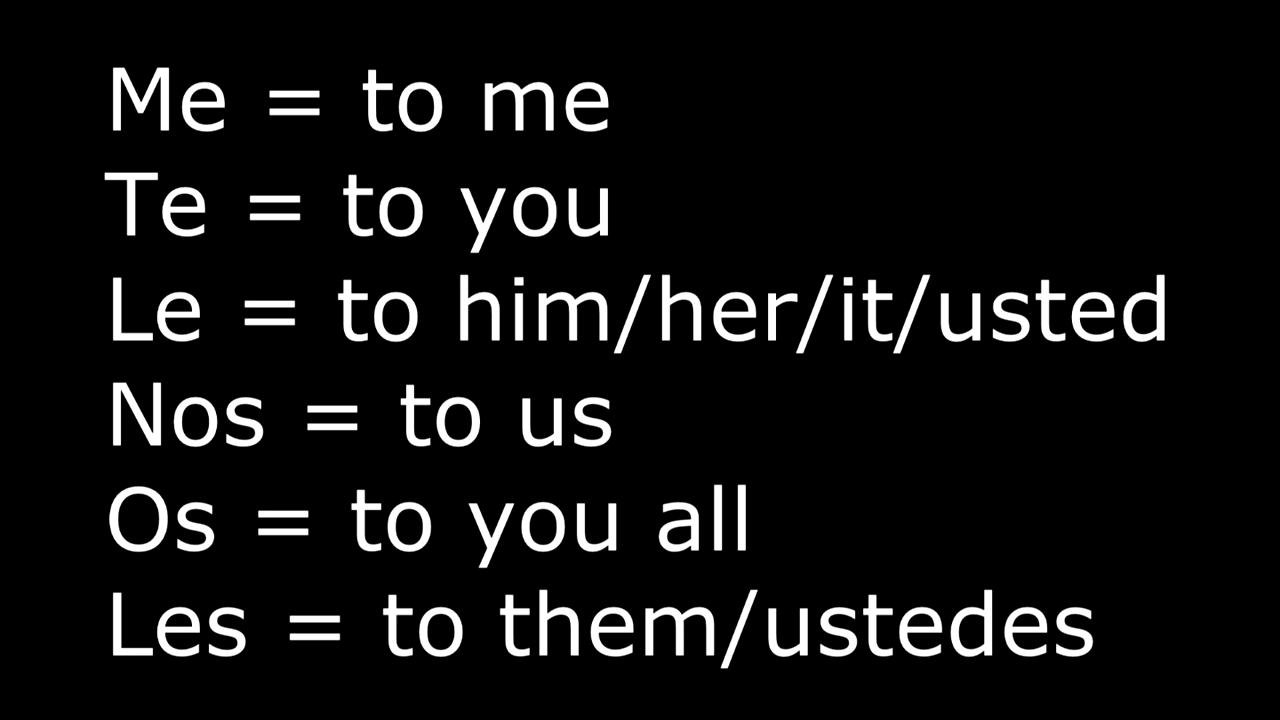 Me = to me
Te = to you
Le = to him/her/it/usted
Nos = to us
Os = to you all
Les = to them/ustedes